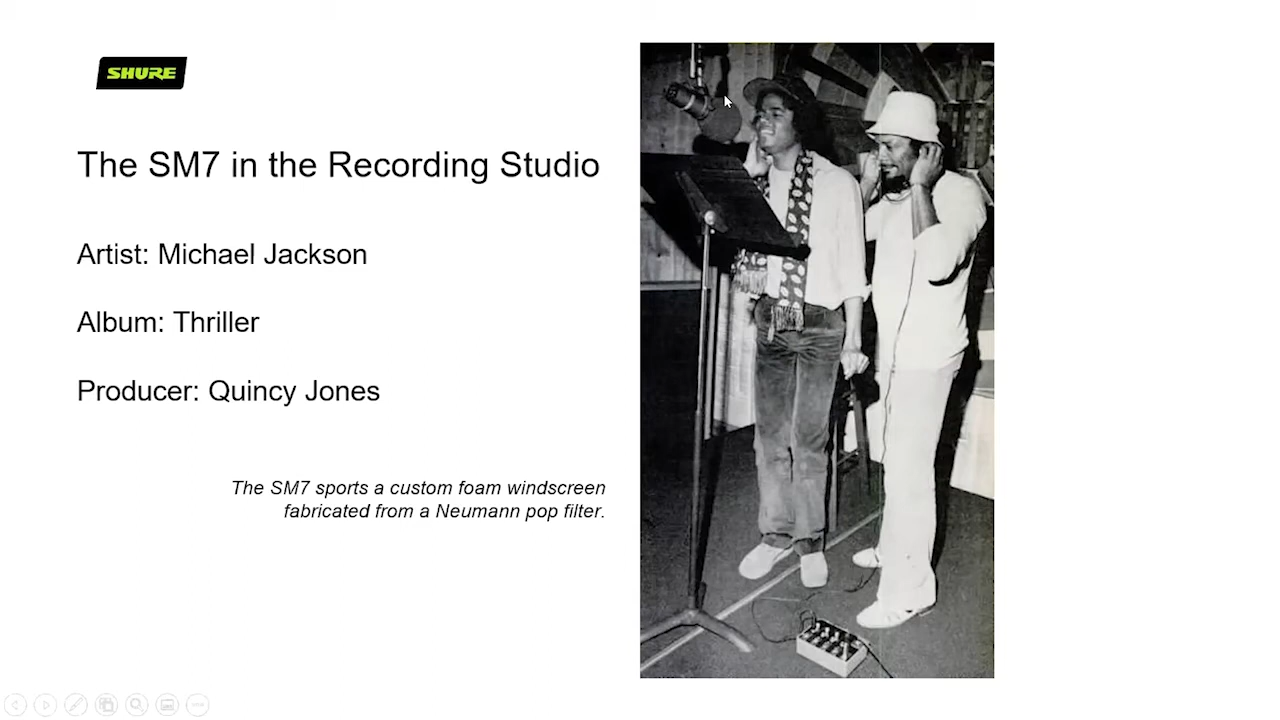 SHURE
The SM7 in the Recording Studio
Artist: Michael Jackson
Album: Thriller
Producer: Quincy Jones
The SM7 sports a custom foam windscreen
fabricated from a Neumann pop filter.